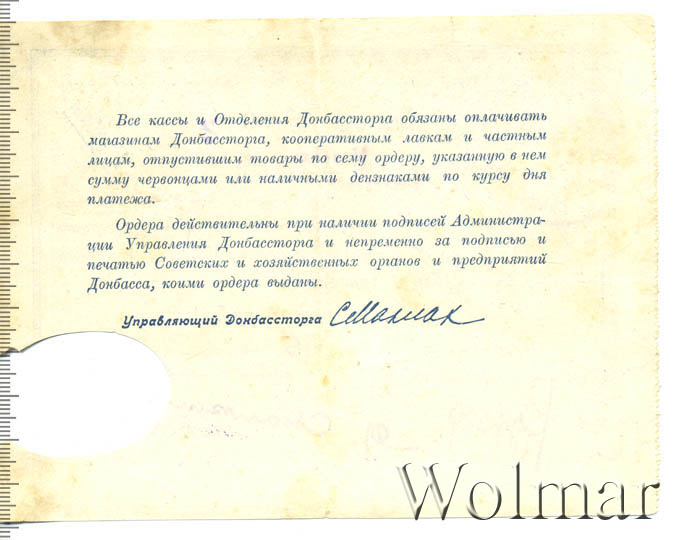 Все кассы и Отделения Донбассторга обязаны оплачивать
магазинам Донбассторга, кооперативным лавкам и частным
лицам, отпустившим товары по сему ордеру, указанную в нем
сумму червонцами или наличными дензнаками по курсу дня
платежа.
Ордера действительны при наличии подписей Администра-
ции Управления Донбассторга и непременно за подписью и
печатью Советских и хозяйственных органов и предприятий
Донбасса, коими ордера выданы.
Управляющий Донбассторга
Wolmar